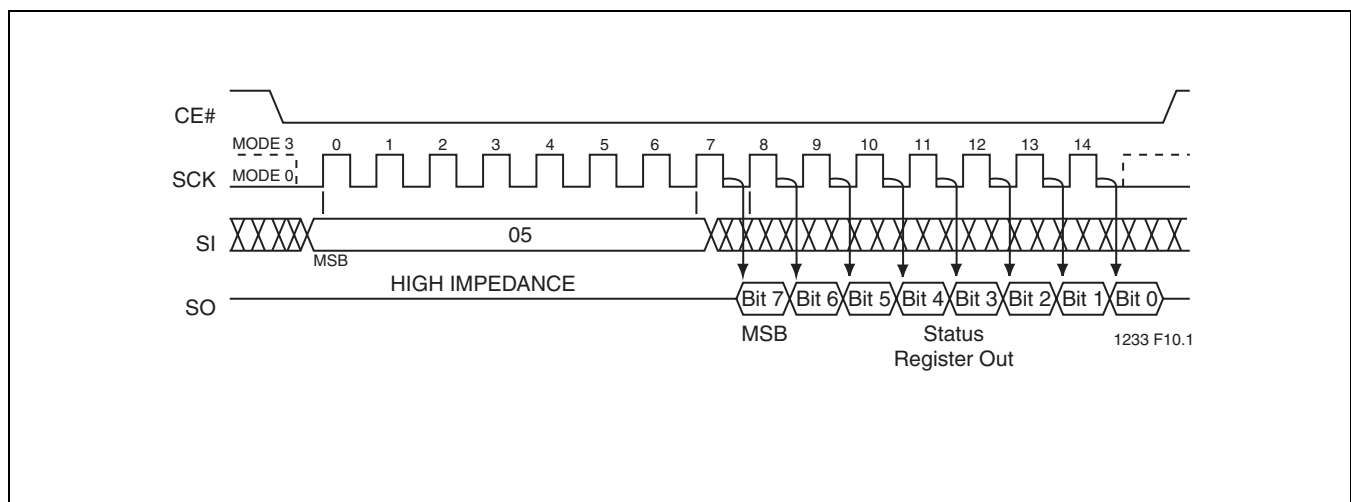 CE#
MODE 3 0 1 2 3 4 5 6 7 8 9 10 11 12 13 14
SCK MODE 0
SI 05
MSB
HIGH IMPEDANCE
SO Bit 7 Bit 6 Bit 5 Bit 4 Bit 3 Bit 2 Bit 1 Bit 0
MSB Status 1233 F10.1
Register Out